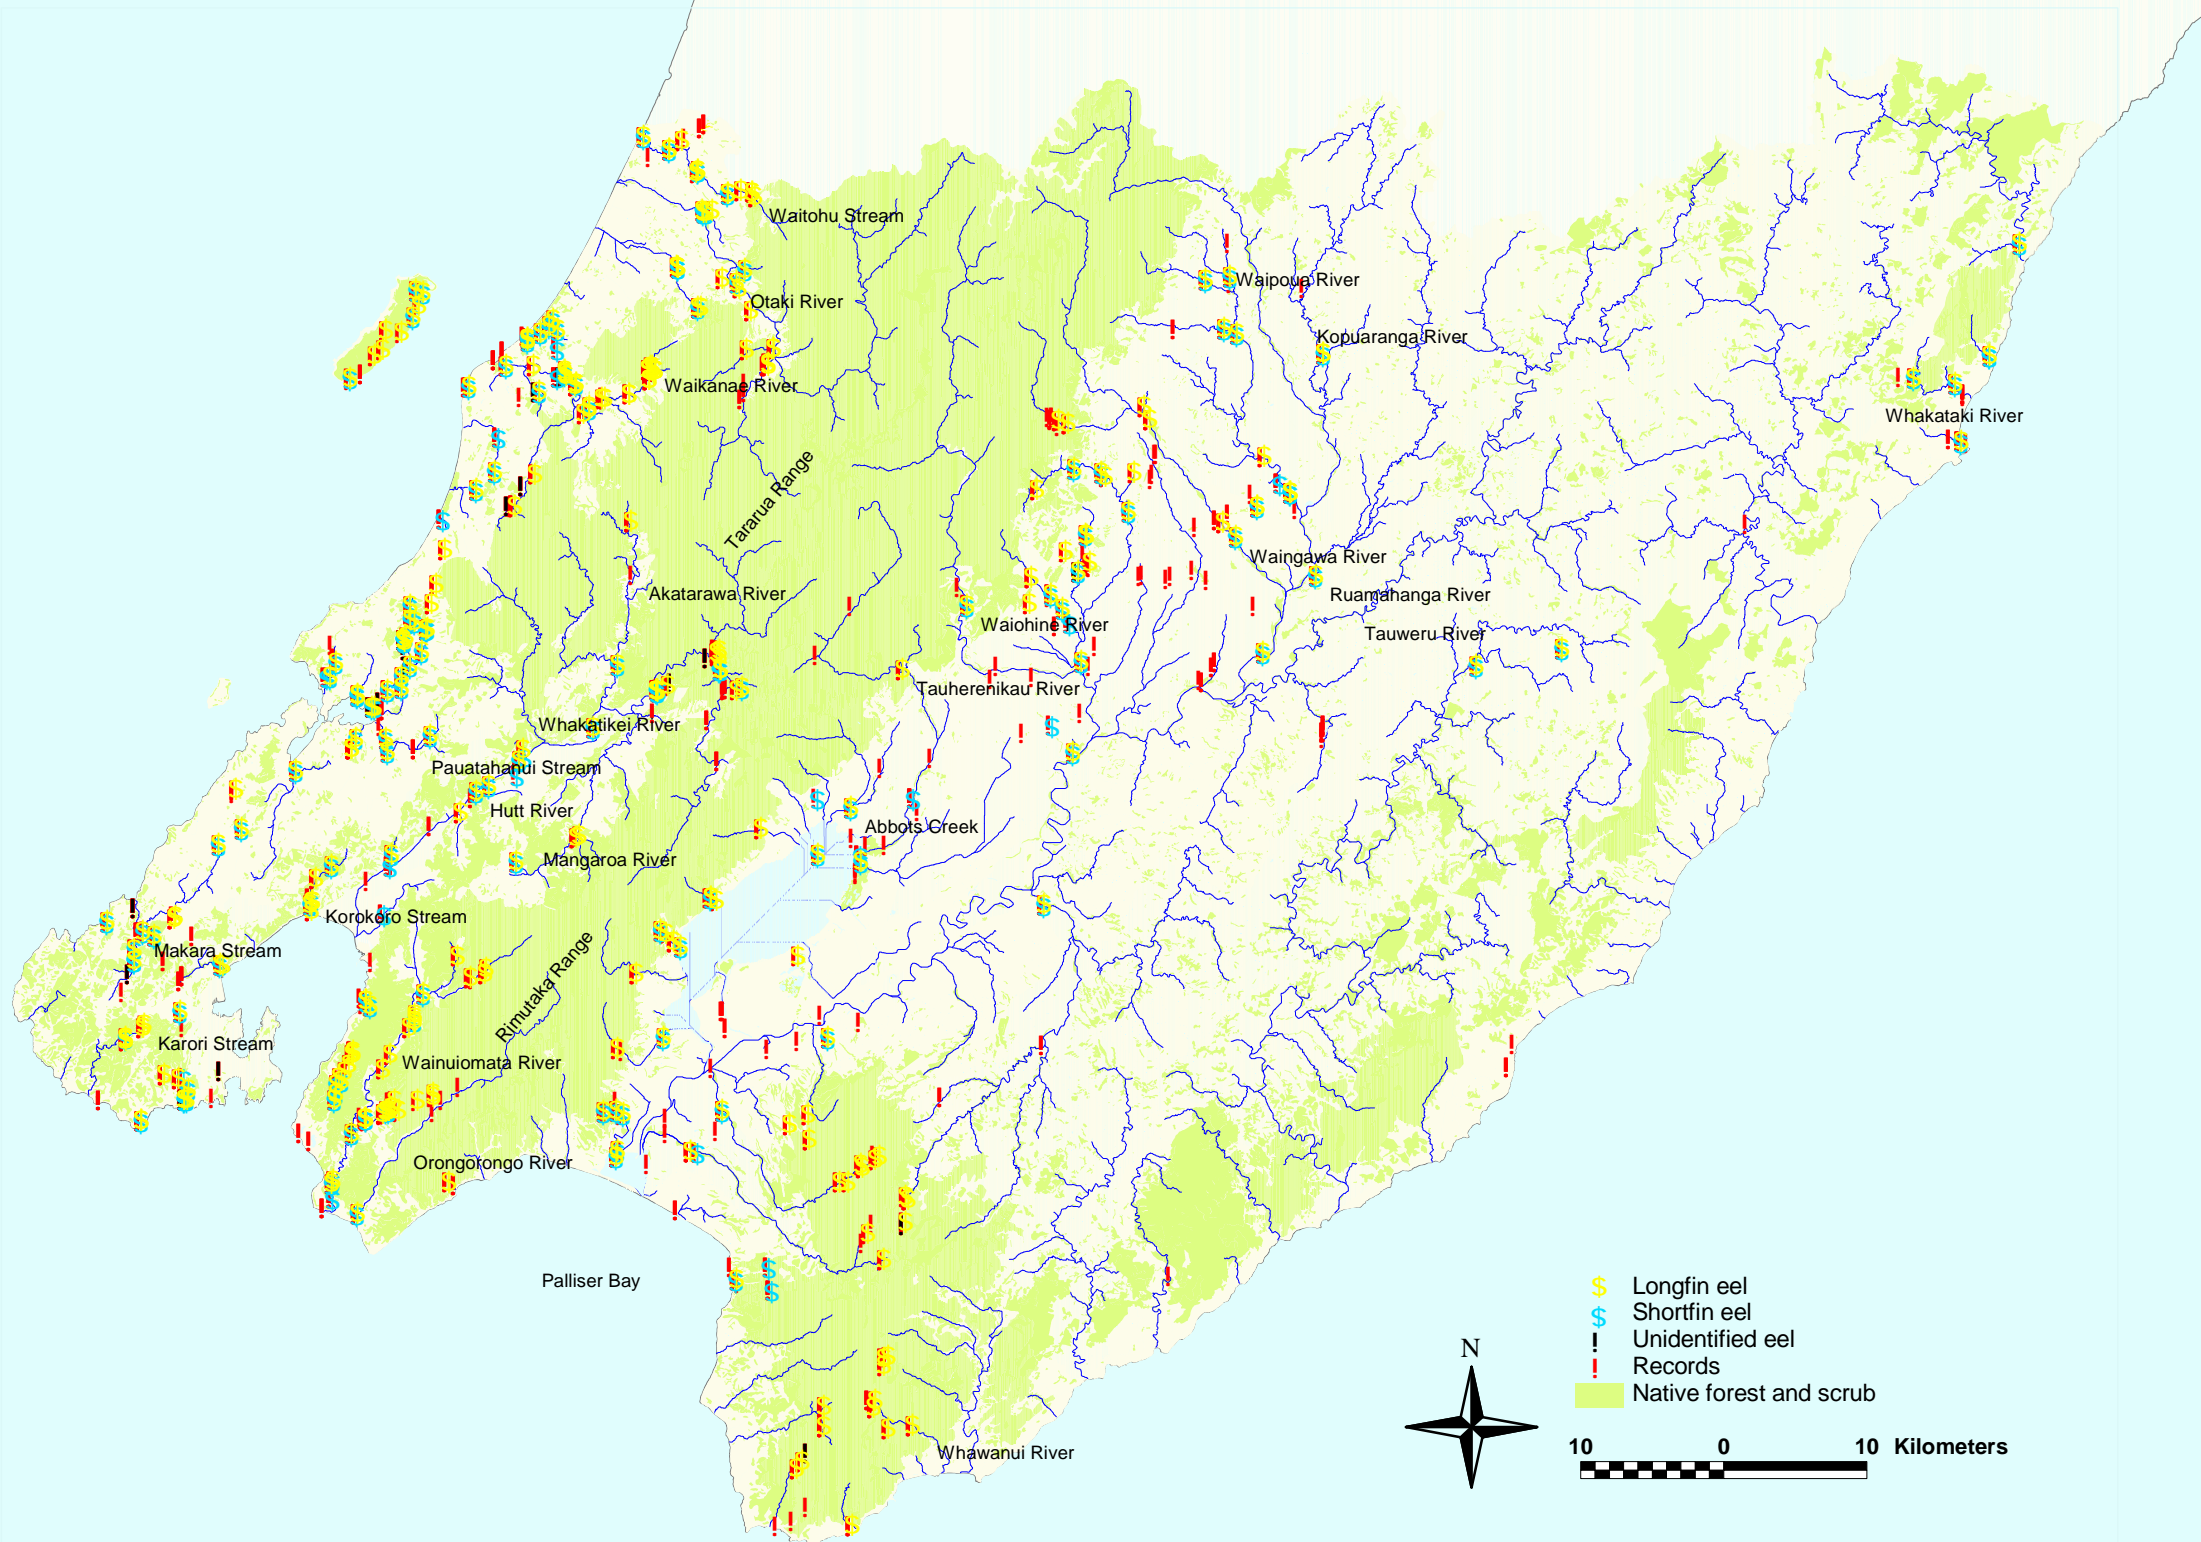 Waitohu Stream
Waipoua River
Otaki River
Kopuaranga River
Waikanae River
Whakataki River
Tararua Range
Waingawa River
Akatarawa River
Ruamahanga River
Waiohine River
Tauweru River
Tauherenikau River
Whakatikei River
Pauatahanui Stream
Hutt River
Abbots Creek
Mangaroa River
Korokoro Stream
Makara Stream
Rimutaka Range
Karori Stream
Wainuiomata River
Orongorongo River
Palliser Bay
Whawanui River
$ Longfin eel
$ Shortfin eel
! Unidentified eel
! Records
Native forest and scrub
N
10 0 10 Kilometers